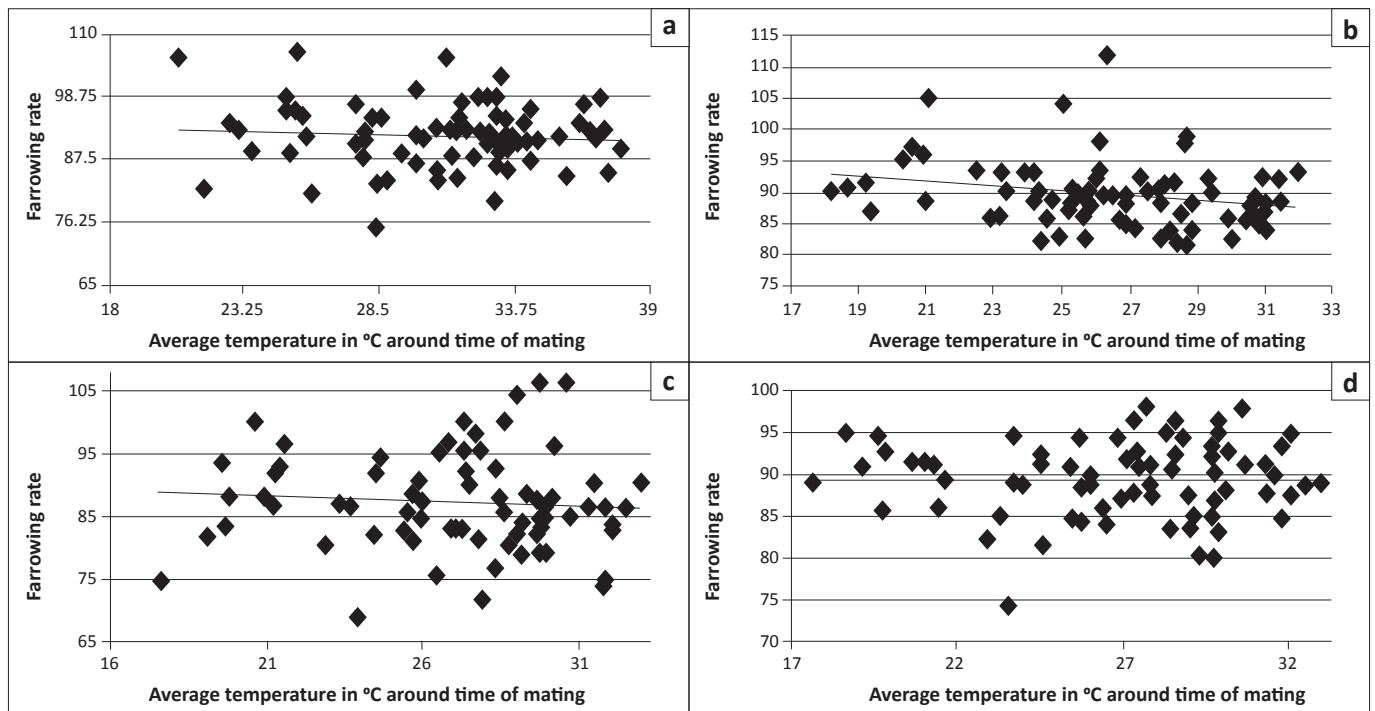 a
110
98.75
87.5
76.25
65
Farrowing rate
18 23.25 28.5 33.75 39
Average temperature in ºC around time of mating
b
115
110
105
100
95
90
85
80
75
Farrowing rate
17 19 21 23 25 27 29 31 33
Average temperature in ºC around time of mating
c
105
95
85
75
65
Farrowing rate
16 21 26 31
Average temperature in ºC around time of mating
d
100
95
90
85
80
75
70
Farrowing rate
17 22 27 32
Average temperature in ºC around time of mating